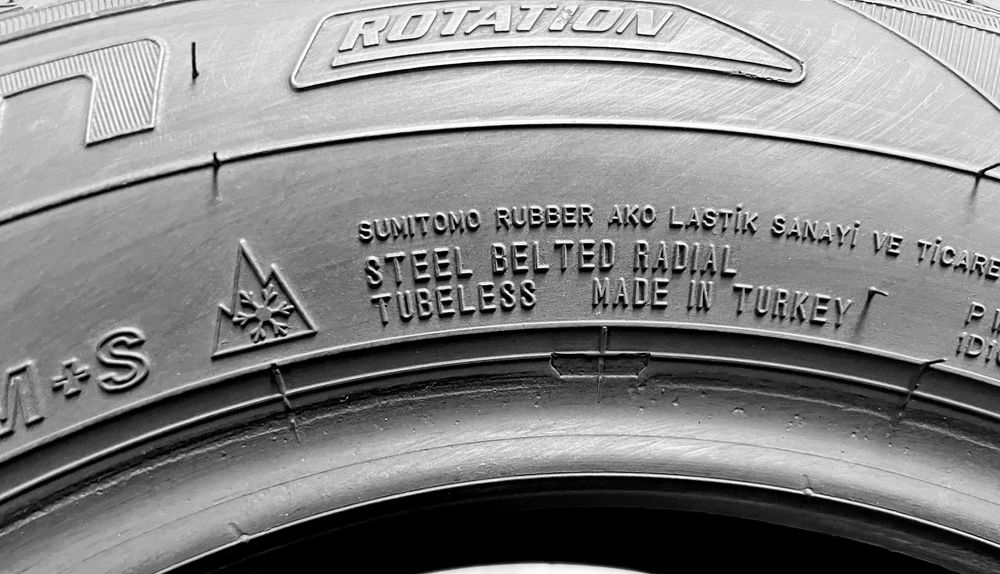 ROTATION
SUMITOMO RUBBER AKO LASTİK SANAYİ VE TİCARE
STEEL BELTED RADIAL
TUBELESS MADE IN TURKEY
M+S